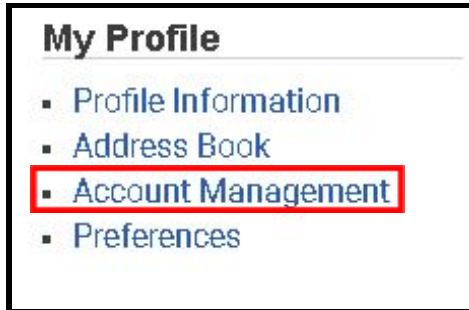 My Profile
Profile Information
Address Book
Account Management
Preferences